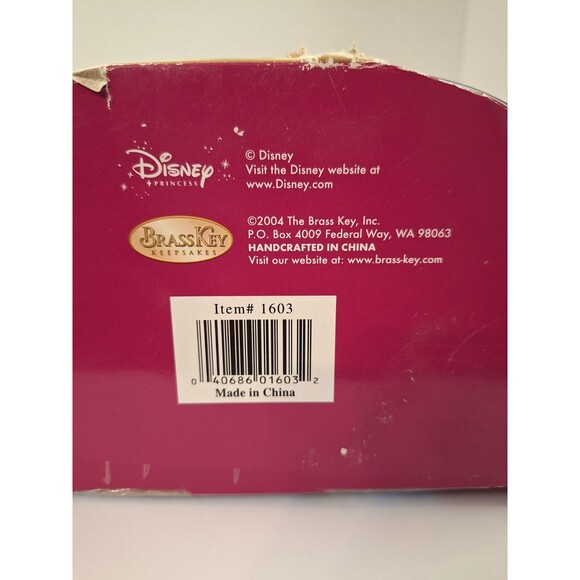 DISNEY
PRINCESS
© Disney
Visit the Disney website at
www.Disney.com
BRASSKEY
KEEPSAKES
©2004 The Brass Key, Inc.
P.O. Box 4009 Federal Way, WA 98063
HANDCRAFTED IN CHINA
Visit our website at: www.brass-key.com
Item# 1603
0 40686 01603 2
Made in China